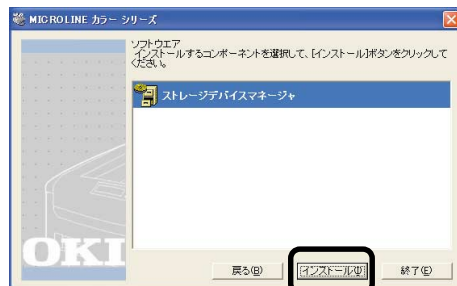 MICROLINE カラー シリーズ
ソフトウエア
インストールするコンポーネントを選択して、[インストール]ボタンをクリックして
ください。
ストレージデバイスマネージャ
OKI
戻る(B)
インストール(I)
終了(E)